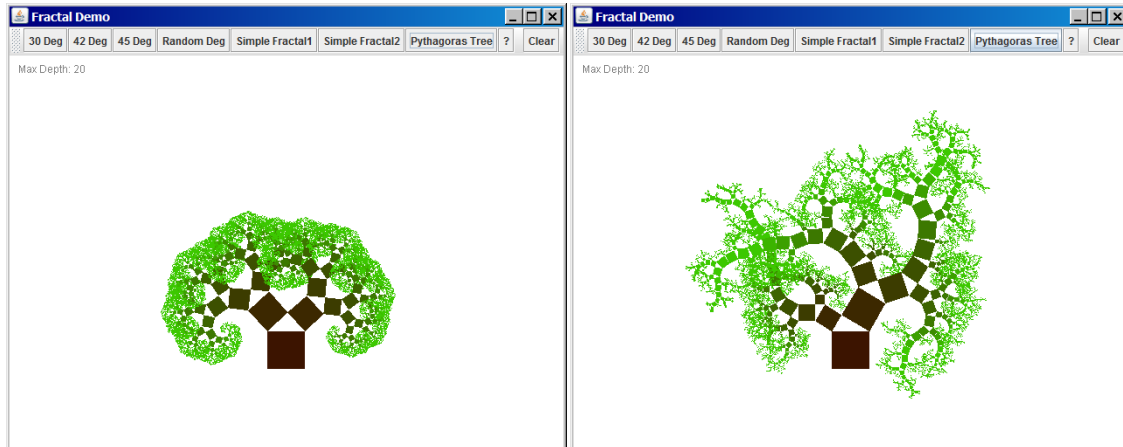 Fractal Demo
30 Deg 42 Deg 45 Deg Random Deg Simple Fractal1 Simple Fractal2 Pythagoras Tree ? Clear
Max Depth: 20
Fractal Demo
30 Deg 42 Deg 45 Deg Random Deg Simple Fractal1 Simple Fractal2 Pythagoras Tree ? Clear
Max Depth: 20